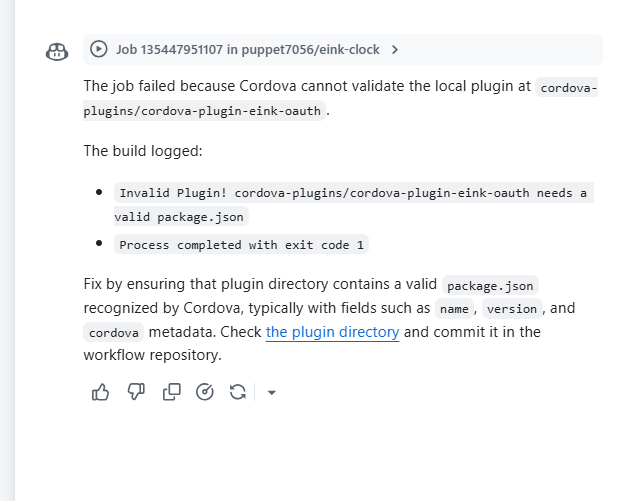 Job 135447951107 in puppet7056/eink-clock
The job failed because Cordova cannot validate the local plugin at cordova-
plugins/cordova-plugin-eink-oauth.
The build logged:
Invalid Plugin! cordova-plugins/cordova-plugin-eink-oauth needs a
valid package.json
Process completed with exit code 1
Fix by ensuring that plugin directory contains a valid package.json
recognized by Cordova, typically with fields such as name, version, and
cordova metadata. Check the plugin directory and commit it in the
workflow repository.